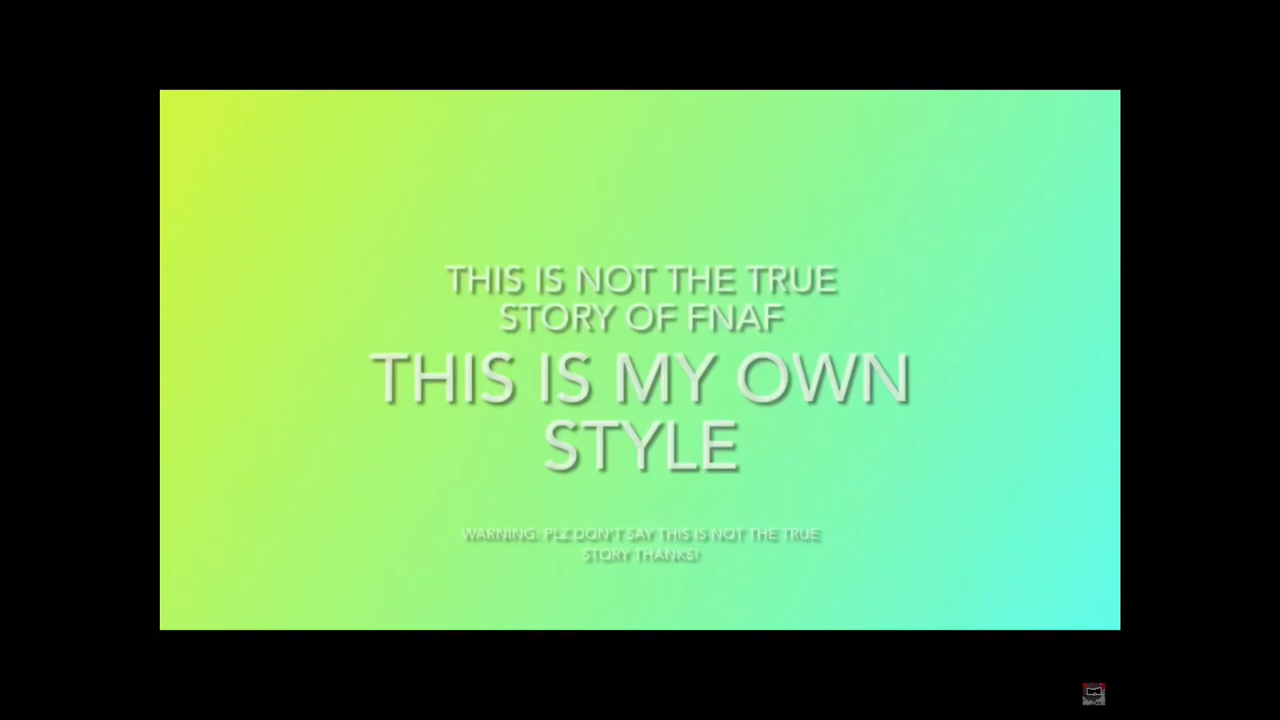 THIS IS NOT THE TRUE
STORY OF FNAF
THIS IS MY OWN
STYLE
WARNING: PLZ DON'T SAY THIS IS NOT THE TRUE
STORY THANKS!